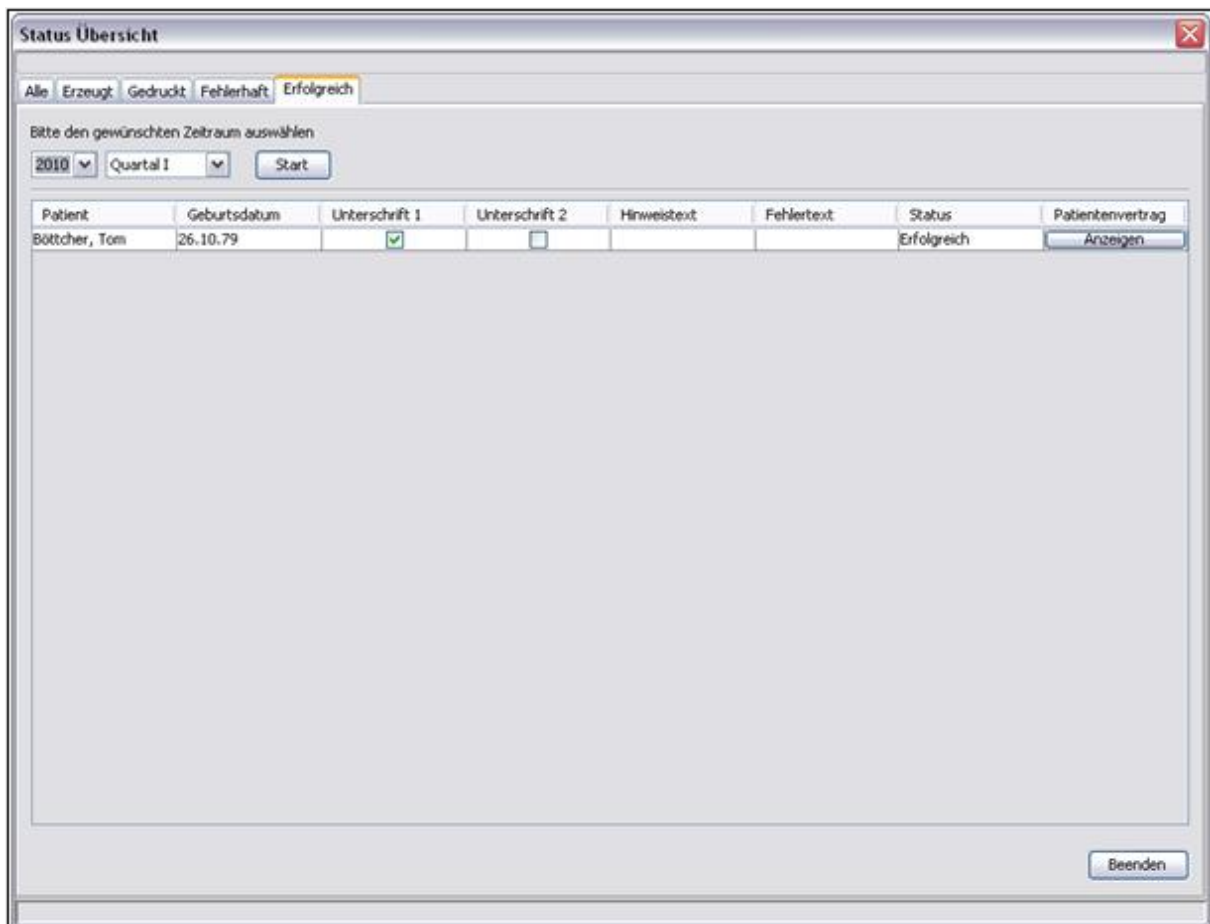 Status Übersicht
Alle Erzeugt Gedruckt Fehlerhaft Erfolgreich
Bitte den gewünschten Zeitraum auswählen
2010 Quartal I Start
Patient Geburtsdatum Unterschrift 1 Unterschrift 2 Hinweistext Fehlertext Status Patientenvertrag
Böttcher, Tom 26.10.79 Erfolgreich Anzeigen
Beenden